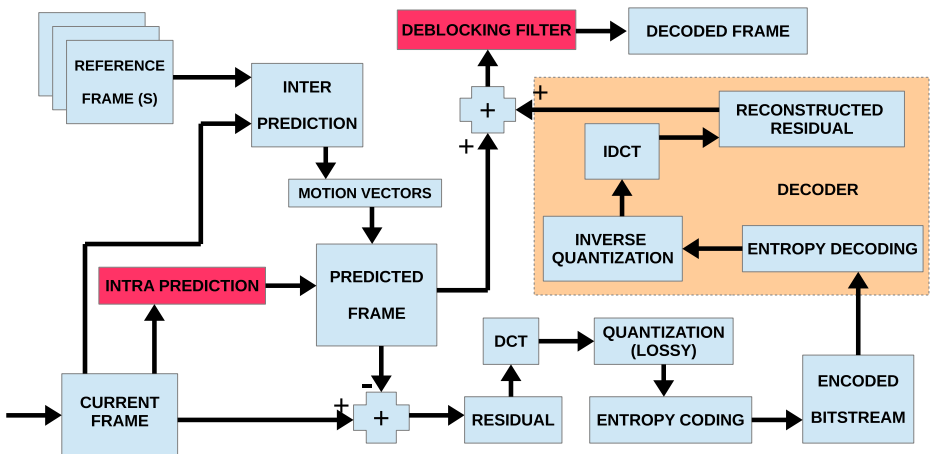 DEBLOCKING FILTER
DECODED FRAME
REFERENCE
FRAME (S)
INTER
PREDICTION
+
+
+
RECONSTRUCTED
RESIDUAL
IDCT
DECODER
MOTION VECTORS
INVERSE
QUANTIZATION
ENTROPY DECODING
INTRA PREDICTION
PREDICTED
FRAME
DCT
QUANTIZATION
(LOSSY)
CURRENT
FRAME
-
+
+
RESIDUAL
ENTROPY CODING
ENCODED
BITSTREAM